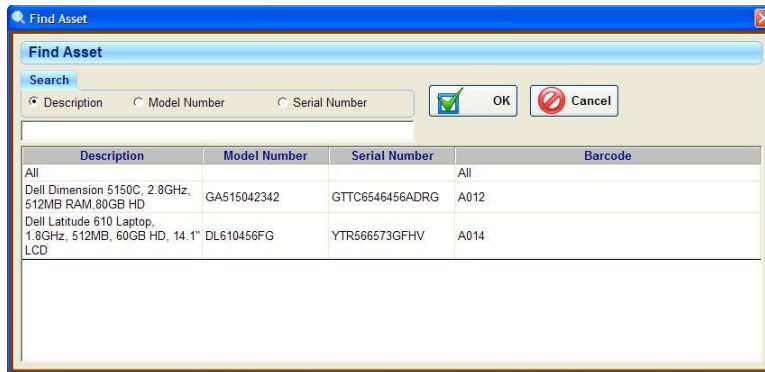 Find Asset
Find Asset
Search
Description Model Number Serial Number
OK Cancel
Description Model Number Serial Number Barcode
All All
Dell Dimension 5150C, 2.8GHz,
512MB RAM,80GB HD GA515042342 GTTC6546456ADRG A012
Dell Latitude 610 Laptop,
1.8GHz, 512MB, 60GB HD, 14.1" DL610456FG YTR566573GFHV A014
LCD